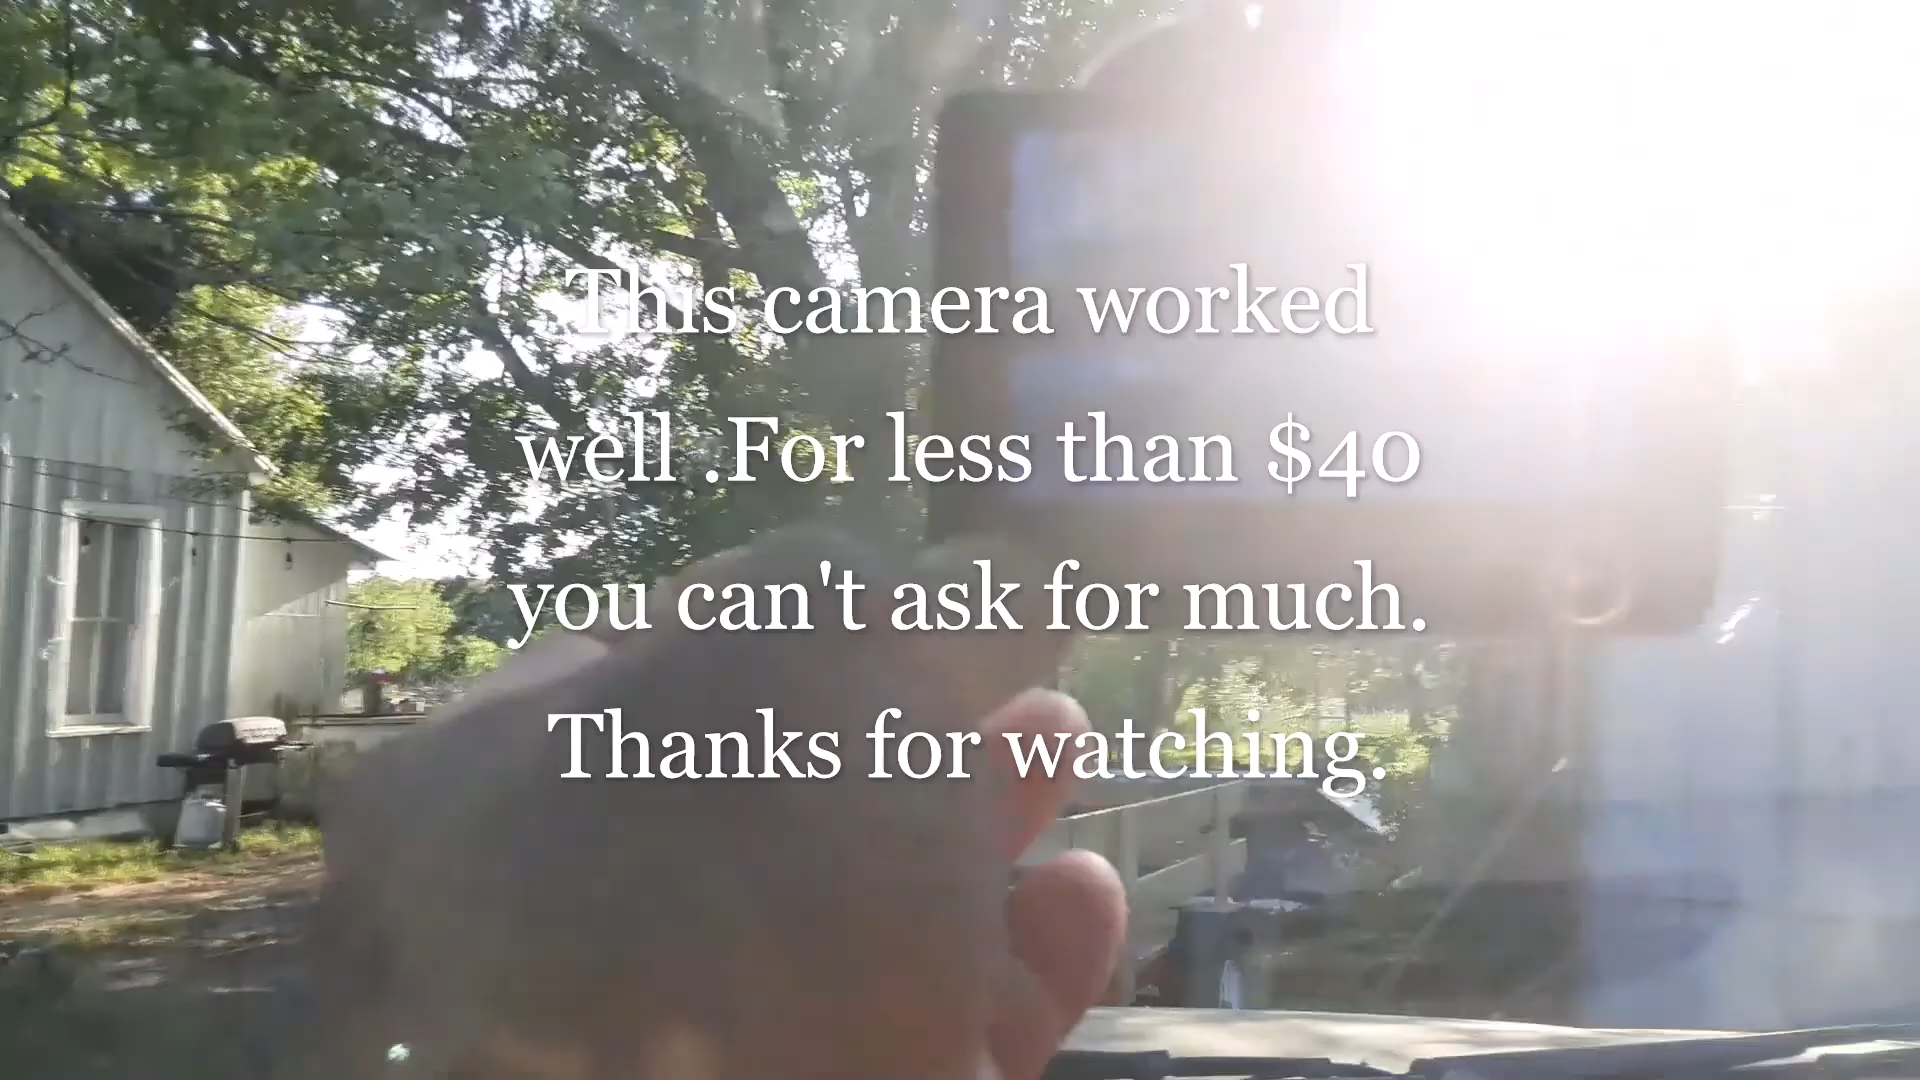 This camera worked
well .For less than $40
you can't ask for much.
Thanks for watching.